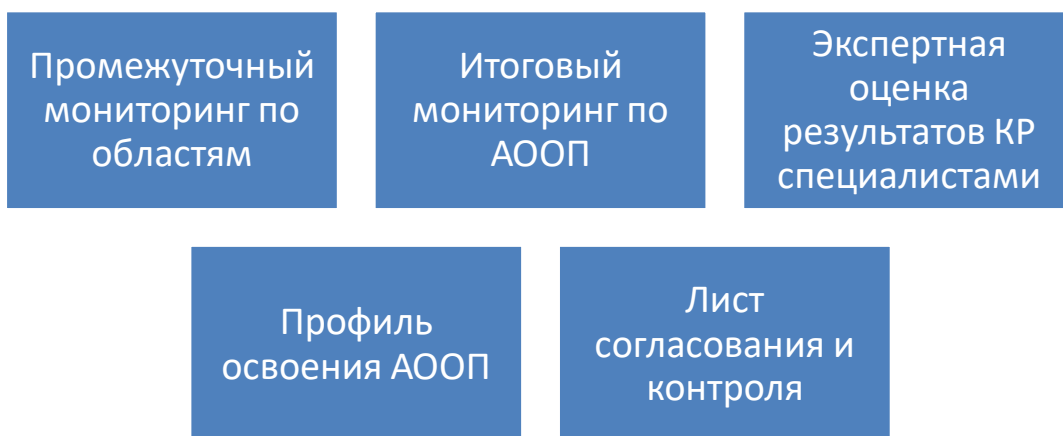 Промежуточный
мониторинг по
областям
Итоговый
мониторинг по
АООП
Экспертная
оценка
результатов КР
специалистами
Профиль
освоения АООП
Лист
согласования и
контроля